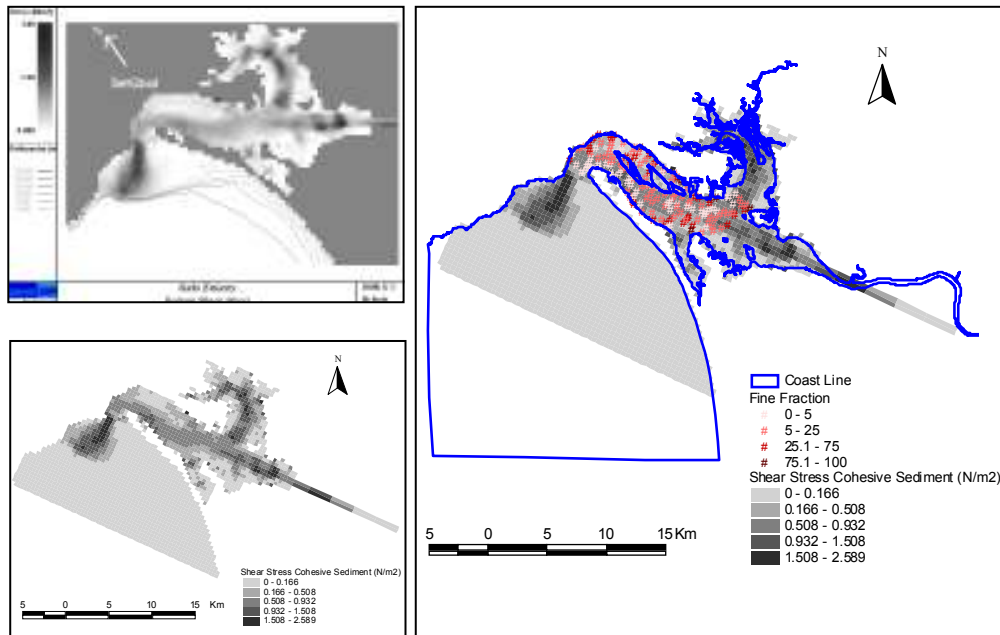 N
Coast Line
Fine Fraction
# 0 - 5
# 5 - 25
# 25.1 - 75
# 75.1 - 100
Shear Stress Cohesive Sediment (N/m2)
0 - 0.166
0.166 - 0.508
0.508 - 0.932
0.932 - 1.508
1.508 - 2.589
5 0 5 10 15 Km
N
Shear Stress Cohesive Sediment (N/m2)
0 - 0.166
0.166 - 0.508
0.508 - 0.932
0.932 - 1.508
1.508 - 2.589
5 0 5 10 15 Km